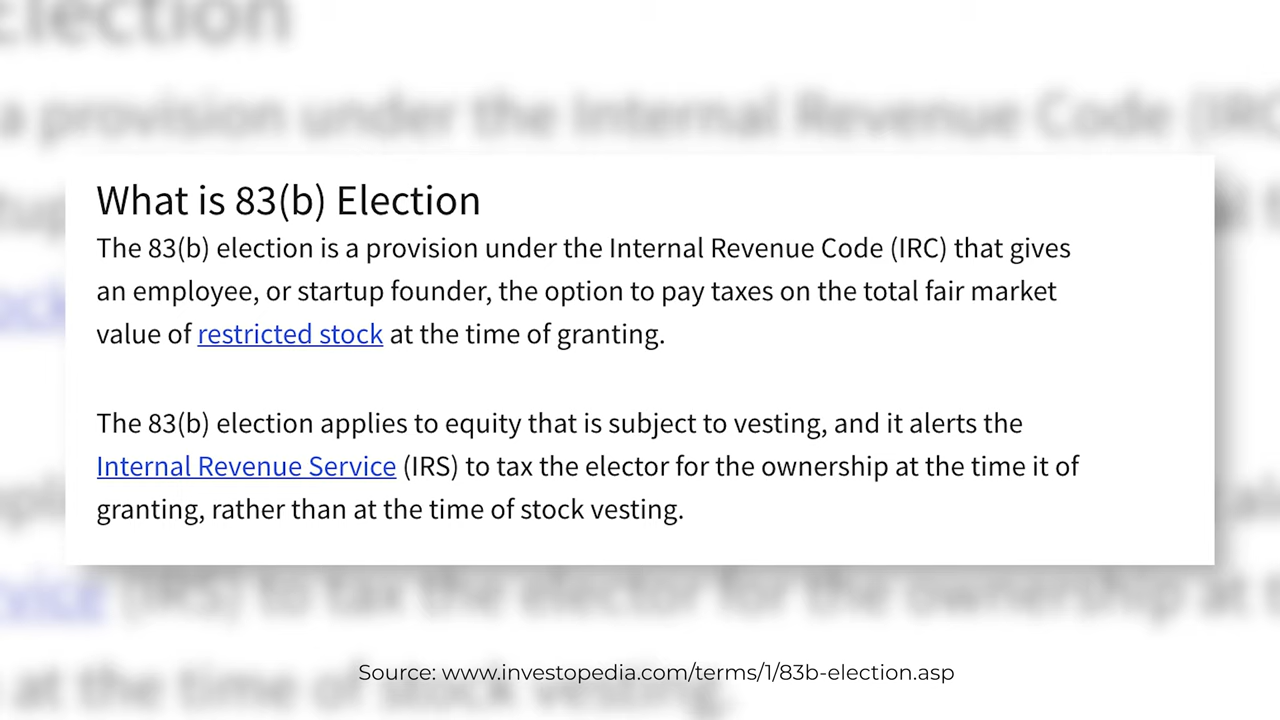 What is 83(b) Election
The 83(b) election is a provision under the Internal Revenue Code (IRC) that gives
an employee, or startup founder, the option to pay taxes on the total fair market
value of restricted stock at the time of granting.
The 83(b) election applies to equity that is subject to vesting, and it alerts the
Internal Revenue Service (IRS) to tax the elector for the ownership at the time it of
granting, rather than at the time of stock vesting.
Source: www.investopedia.com/terms/1/83b-election.asp